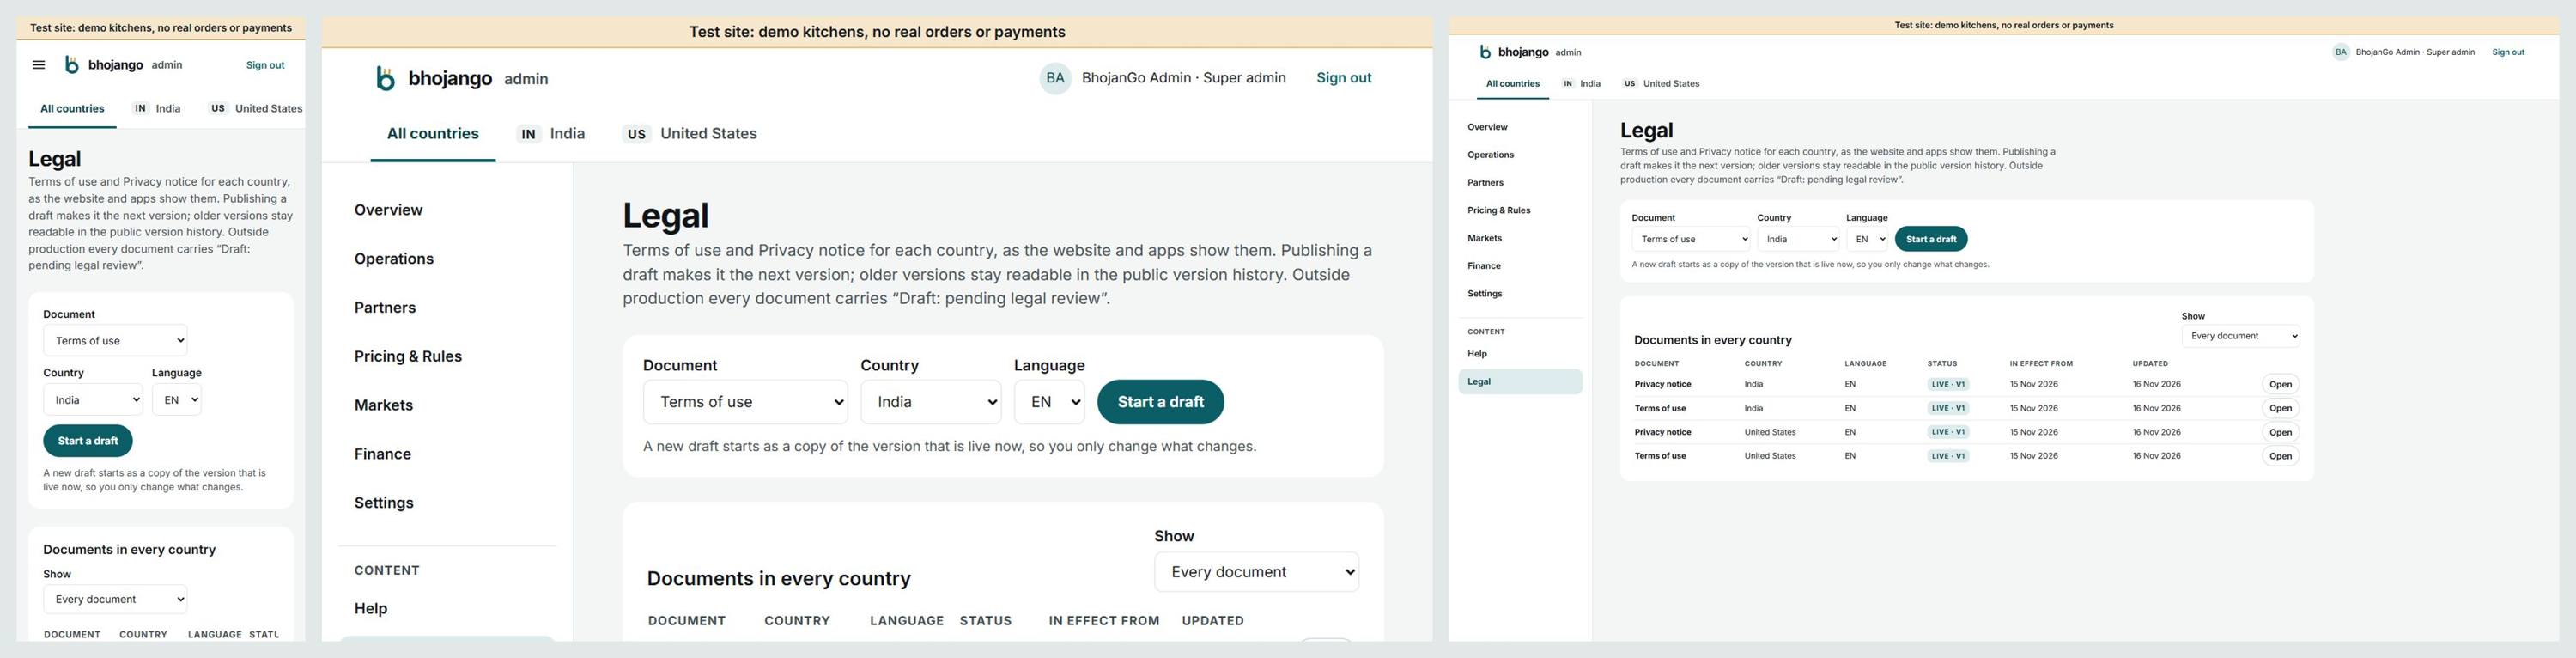 Test site: demo kitchens, no real orders or payments
bhojango admin
Sign out
All countries IN India US United States
Legal
Terms of use and Privacy notice for each country,
as the website and apps show them. Publishing a
draft makes it the next version; older versions stay
readable in the public version history. Outside
production every document carries “Draft:
pending legal review”.
Document
Terms of use
Country Language
India EN
Start a draft
A new draft starts as a copy of the version that is
live now, so you only change what changes.
Documents in every country
Show
Every document
DOCUMENT COUNTRY LANGUAGE
Test site: demo kitchens, no real orders or payments
bhojango admin
BA BhojanGo Admin · Super admin Sign out
All countries IN India US United States
Overview
Operations
Partners
Pricing & Rules
Markets
Finance
Settings
CONTENT
Help
Legal
Terms of use and Privacy notice for each country, as the website and apps show them. Publishing a
draft makes it the next version; older versions stay readable in the public version history. Outside
production every document carries “Draft: pending legal review”.
Document Country Language
Terms of use India EN Start a draft
A new draft starts as a copy of the version that is live now, so you only change what changes.
Show
Documents in every country Every document
DOCUMENT COUNTRY LANGUAGE STATUS IN EFFECT FROM UPDATED
Test site: demo kitchens, no real orders or payments
bhojango admin
BA BhojanGo Admin · Super admin Sign out
All countries IN India US United States
Overview
Operations
Partners
Pricing & Rules
Markets
Finance
Settings
CONTENT
Help
Legal
Legal
Terms of use and Privacy notice for each country, as the website and apps show them. Publishing a
draft makes it the next version; older versions stay readable in the public version history. Outside
production every document carries “Draft: pending legal review”.
Document Country Language
Terms of use India EN Start a draft
A new draft starts as a copy of the version that is live now, so you only change what changes.
Show
Documents in every country Every document
DOCUMENT COUNTRY LANGUAGE STATUS IN EFFECT FROM UPDATED
Privacy notice India EN LIVE · V1 15 Nov 2026 16 Nov 2026 Open
Terms of use India EN LIVE · V1 15 Nov 2026 16 Nov 2026 Open
Privacy notice United States EN LIVE · V1 15 Nov 2026 16 Nov 2026 Open
Terms of use United States EN LIVE · V1 15 Nov 2026 16 Nov 2026 Open